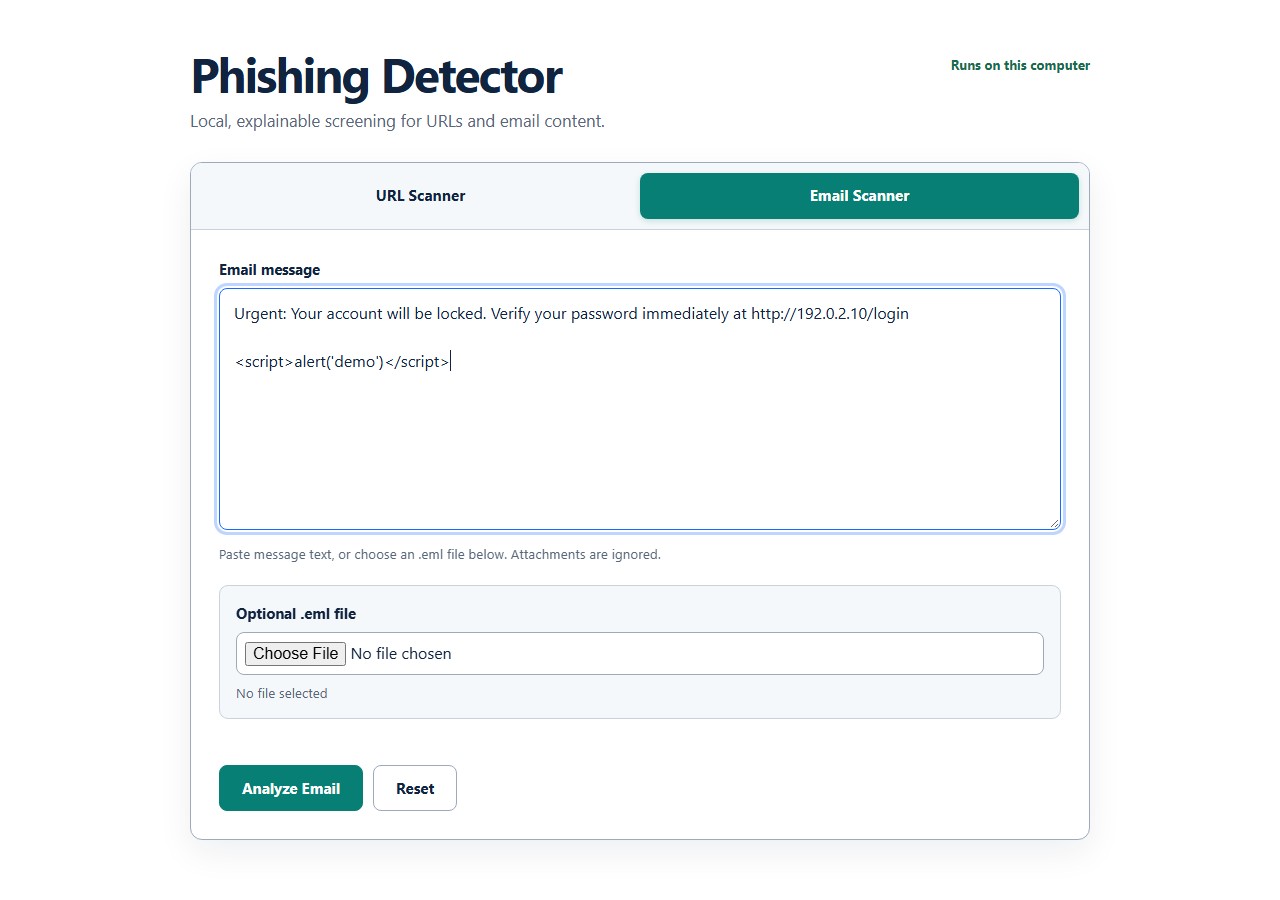 Phishing Detector
Runs on this computer
Local, explainable screening for URLs and email content.
URL Scanner
Email Scanner
Email message
Urgent: Your account will be locked. Verify your password immediately at http://192.0.2.10/login
<script>alert('demo')</script>
Paste message text, or choose an .eml file below. Attachments are ignored.
Optional .eml file
Choose File No file chosen
No file selected
Analyze Email
Reset